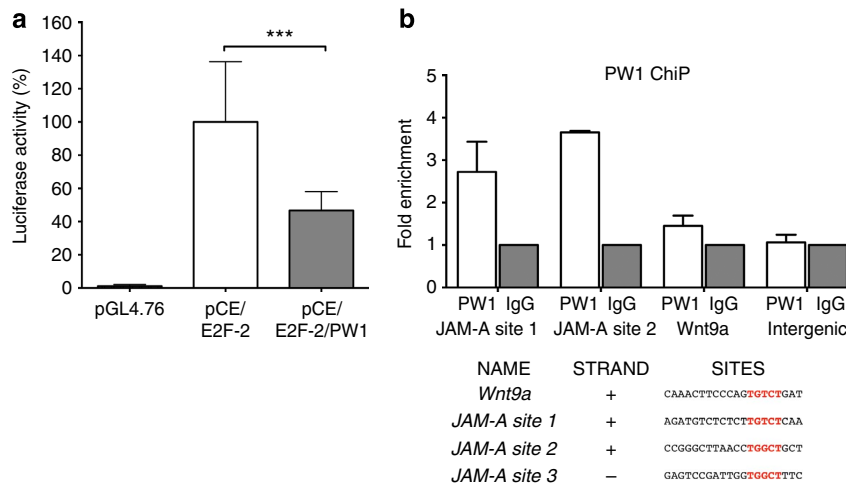 a
160
140
120
100
80
60
40
20
0
Luciferase activity (%)
***
pGL4.76
pCE/
E2F-2
pCE/
E2F-2/PW1
b
PW1 ChiP
5
4
3
2
1
0
Fold enrichment
PW1 IgG PW1 IgG PW1 IgG PW1 IgG
JAM-A site 1 JAM-A site 2 Wnt9a Intergenic
NAME STRAND SITES
Wnt9a + CAAACTTCCCAGTGTCTGAT
JAM-A site 1 + AGATGTCTCTCTTGTCTCAA
JAM-A site 2 + CCGGGCTTAACCTGGCTGCT
JAM-A site 3 – GAGTCCGATTGGTGGCTTTC